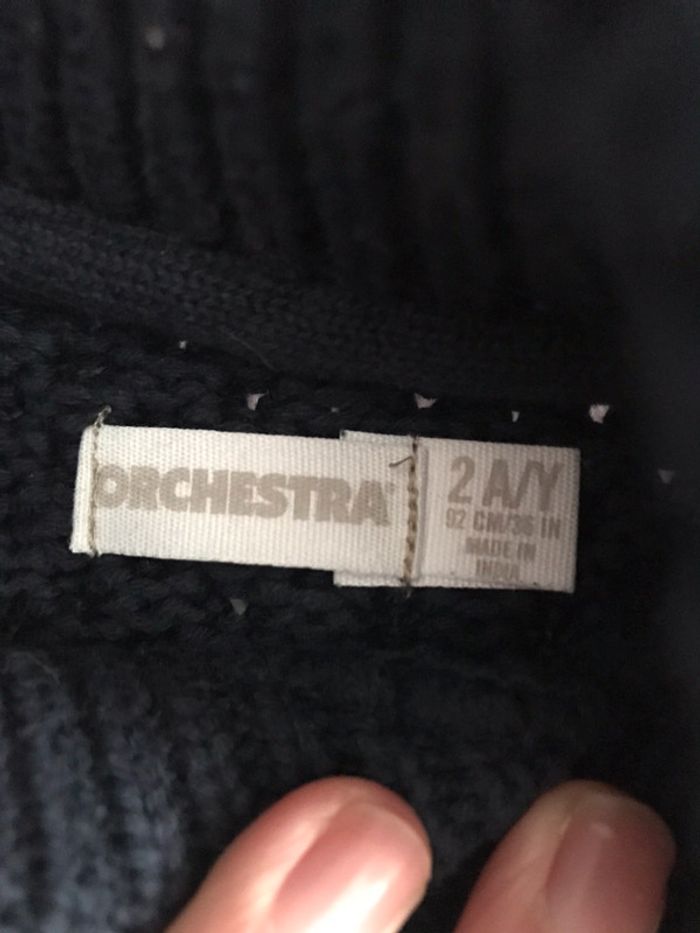 ORCHESTRA
2 A/Y
92 CM/36 IN
MADE IN
INDIA